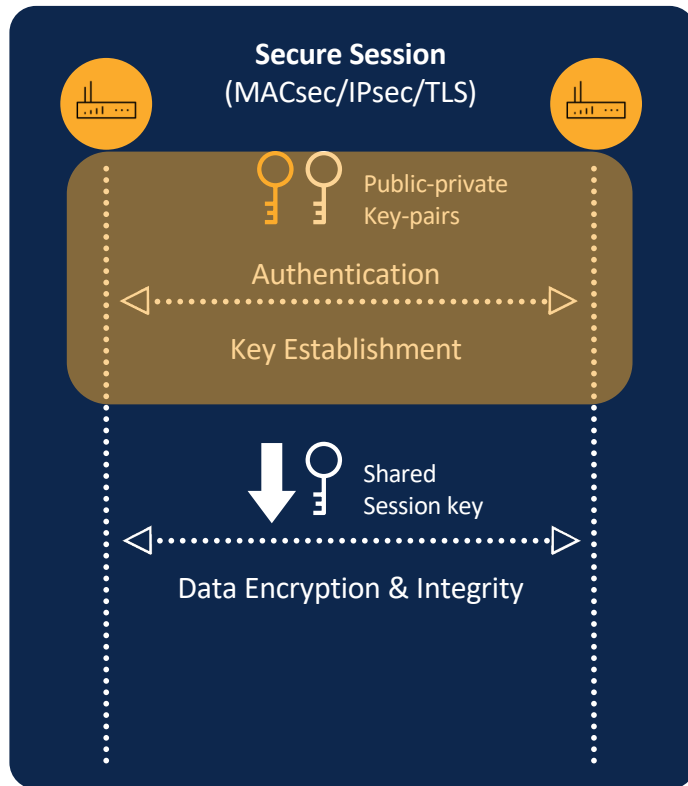 Secure Session
(MACsec/IPsec/TLS)
Public-private
Key-pairs
Authentication
Key Establishment
Shared
Session key
Data Encryption & Integrity